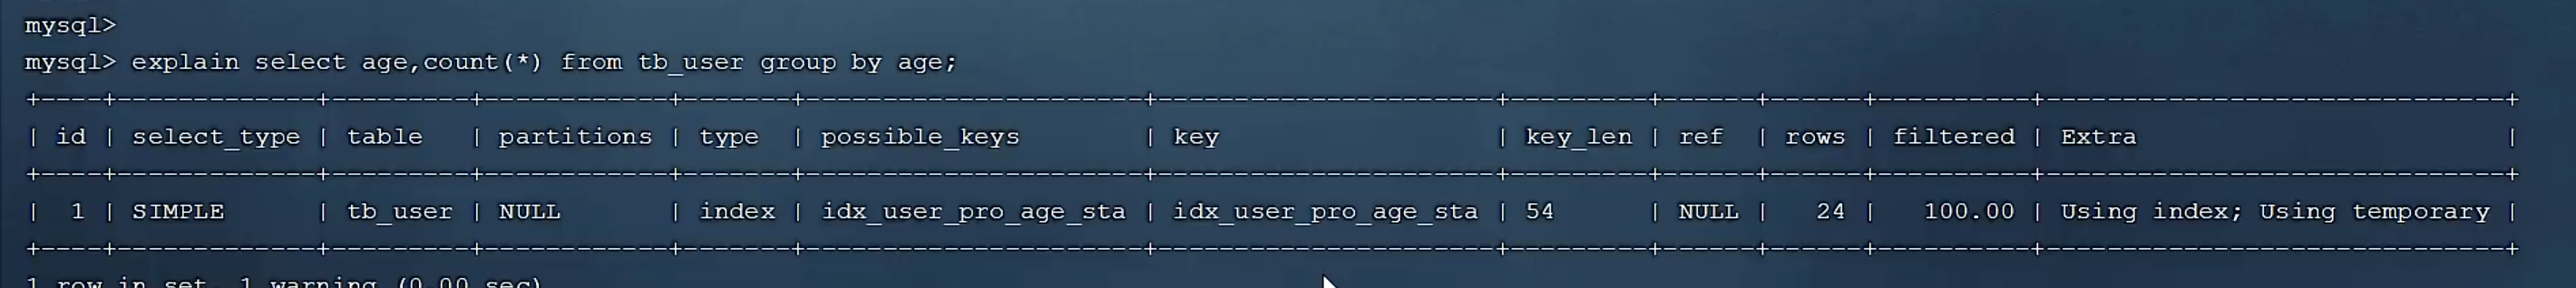 mysql>
mysql> explain select age,count(*) from tb_user group by age;
+----+-------------+---------+------------+-------+----------------------+----------------------+---------+------+------+----------+------------------------------+
| id | select_type | table   | partitions | type  | possible_keys        | key                  | key_len | ref  | rows | filtered | Extra                        |
+----+-------------+---------+------------+-------+----------------------+----------------------+---------+------+------+----------+------------------------------+
|  1 | SIMPLE      | tb_user | NULL       | index | idx_user_pro_age_sta | idx_user_pro_age_sta | 54      | NULL |   24 |   100.00 | Using index; Using temporary |
+----+-------------+---------+------------+-------+----------------------+----------------------+---------+------+------+----------+------------------------------+
1 row in set, 1 warning (0.00 sec)